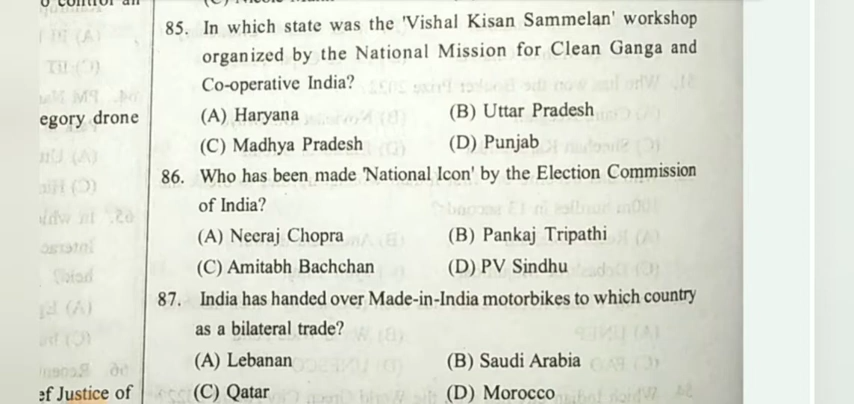 85. In which state was the 'Vishal Kisan Sammelan' workshop
organized by the National Mission for Clean Ganga and
Co-operative India?
(A) Haryana (B) Uttar Pradesh
egory drone
(C) Madhya Pradesh (D) Punjab
86. Who has been made 'National Icon' by the Election Commission
of India?
(A) Neeraj Chopra (B) Pankaj Tripathi
(C) Amitabh Bachchan (D) PV Sindhu
87. India has handed over Made-in-India motorbikes to which country
as a bilateral trade?
(A) Lebanan (B) Saudi Arabia
ef Justice of
(C) Qatar (D) Morocco